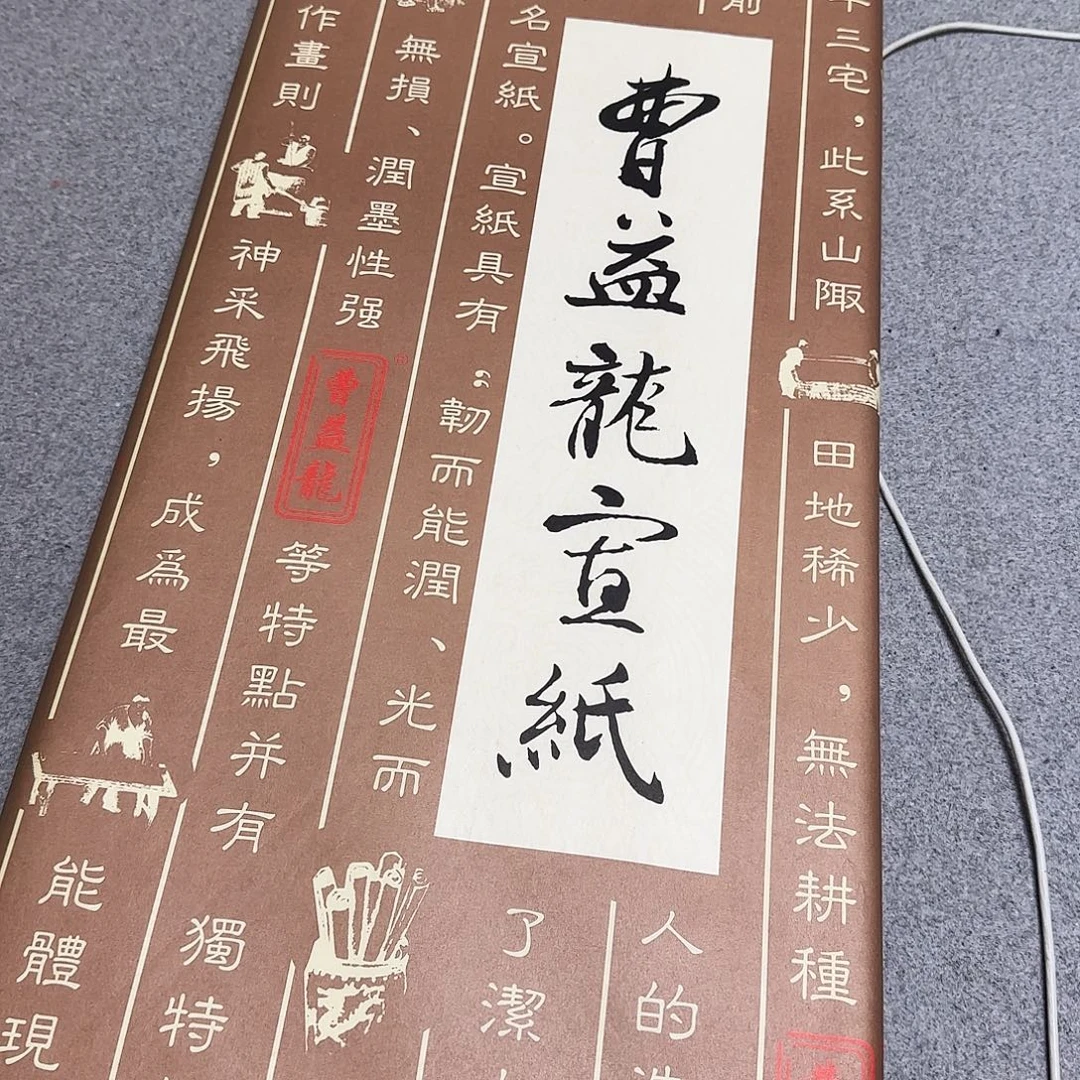 曹益龍宣紙
三宅，此系山陬
田地稀少，無法耕種
前
人的
了潔
名宣紙。宣紙具有“韌而能潤、光而
無損、潤墨性强
曹益龍
等特點并有
獨特
作畫則
神采飛揚，成爲最
能體現